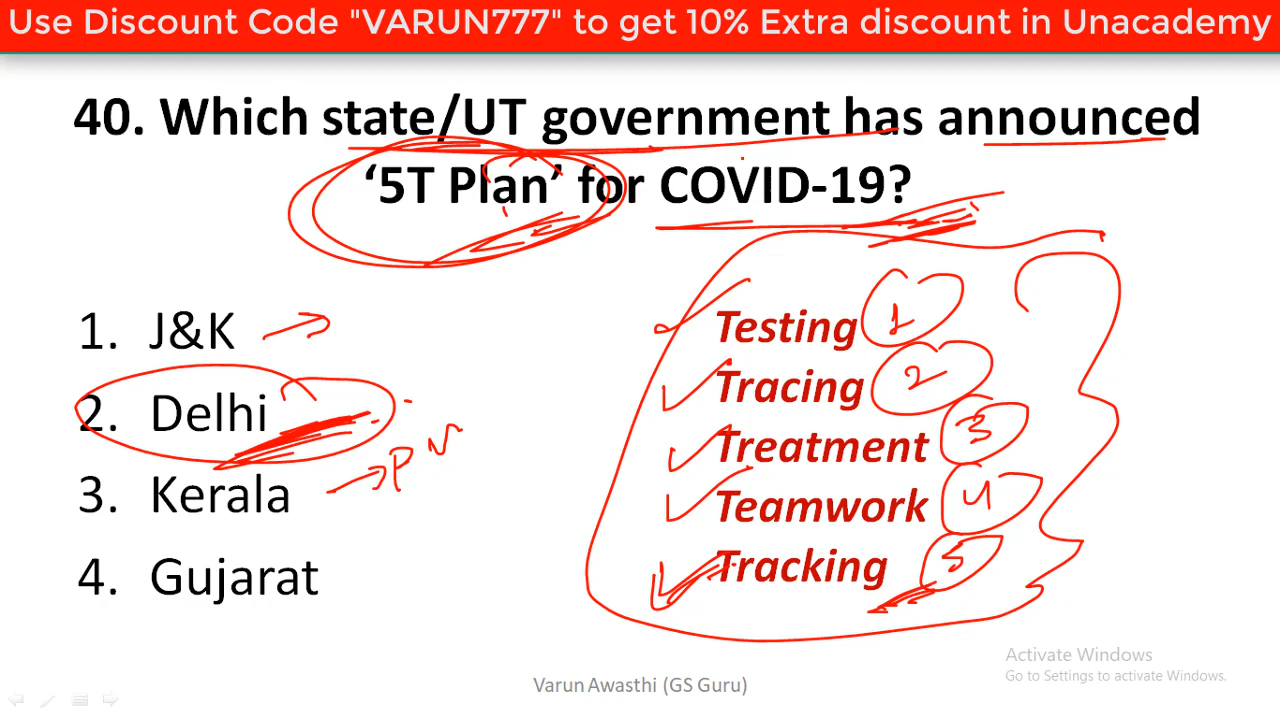 Use Discount Code "VARUN777" to get 10% Extra discount in Unacademy
40. Which state/UT government has announced
‘5T Plan’ for COVID-19?
1. J&K
2. Delhi
3. Kerala
4. Gujarat
Testing 1
Tracing 2
Treatment 3
Teamwork 4
Tracking 5
Activate Windows
Go to Settings to activate Windows.
Varun Awasthi (GS Guru)